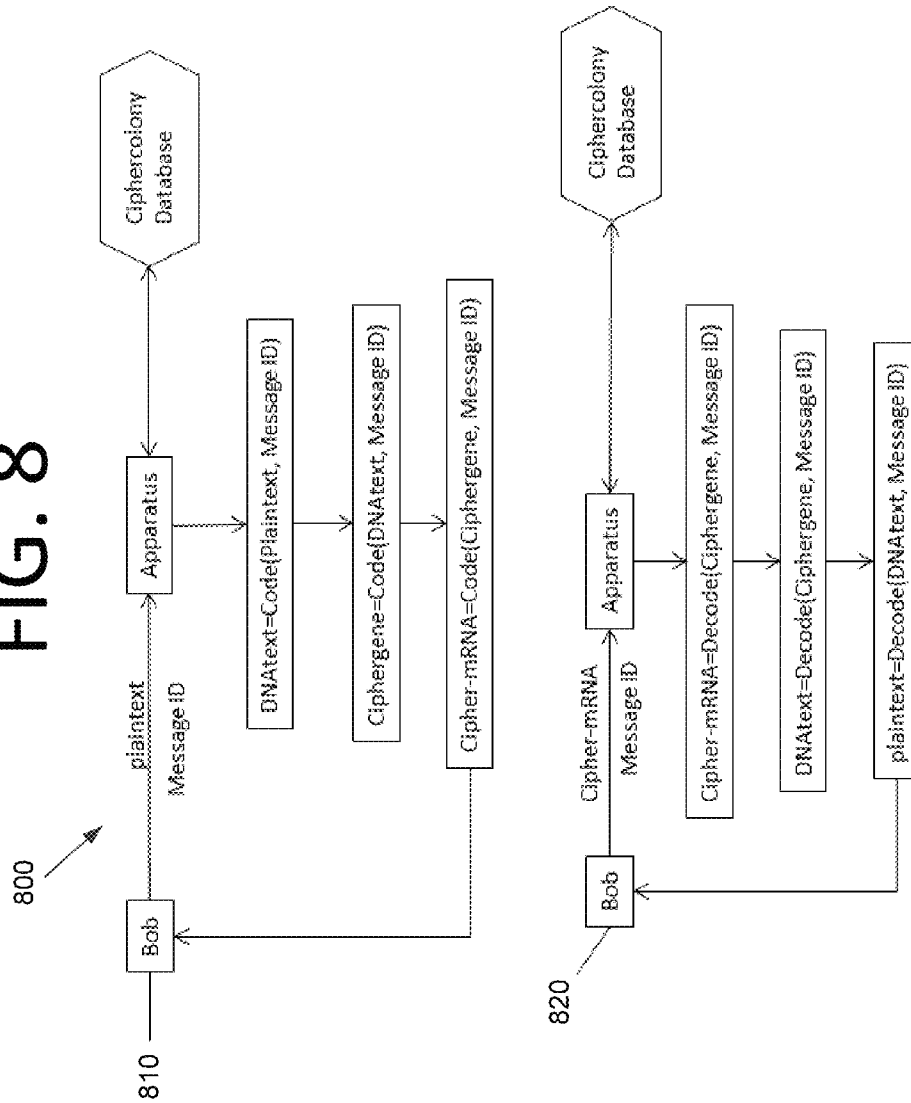 FIG. 8
800
810
Bob
plaintext
Message ID
Apparatus
Ciphercolony
Database
DNAtext=Code(Plaintext, Message ID)
Ciphergene=Code(DNAtext, Message ID)
Cipher-mRNA=Code(Ciphergene, Message ID)
820
Bob
Cipher-mRNA
Message ID
Apparatus
Ciphercolony
Database
Cipher-mRNA=Decode(Ciphergene, Message ID)
DNAtext=Decode(Ciphergene, Message ID)
plaintext=Decode(DNAtext, Message ID)